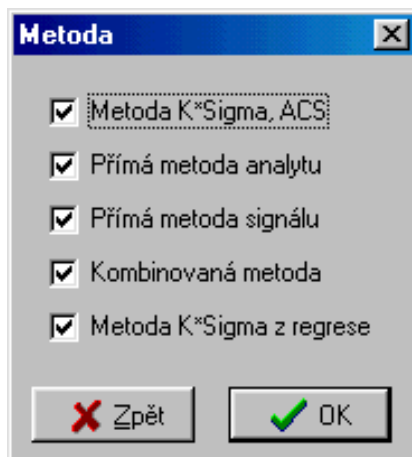 Metoda
Metoda K*Sigma, ACS
Přímá metoda analytu
Přímá metoda signálu
Kombinovaná metoda
Metoda K*Sigma z regrese
Zpět
OK